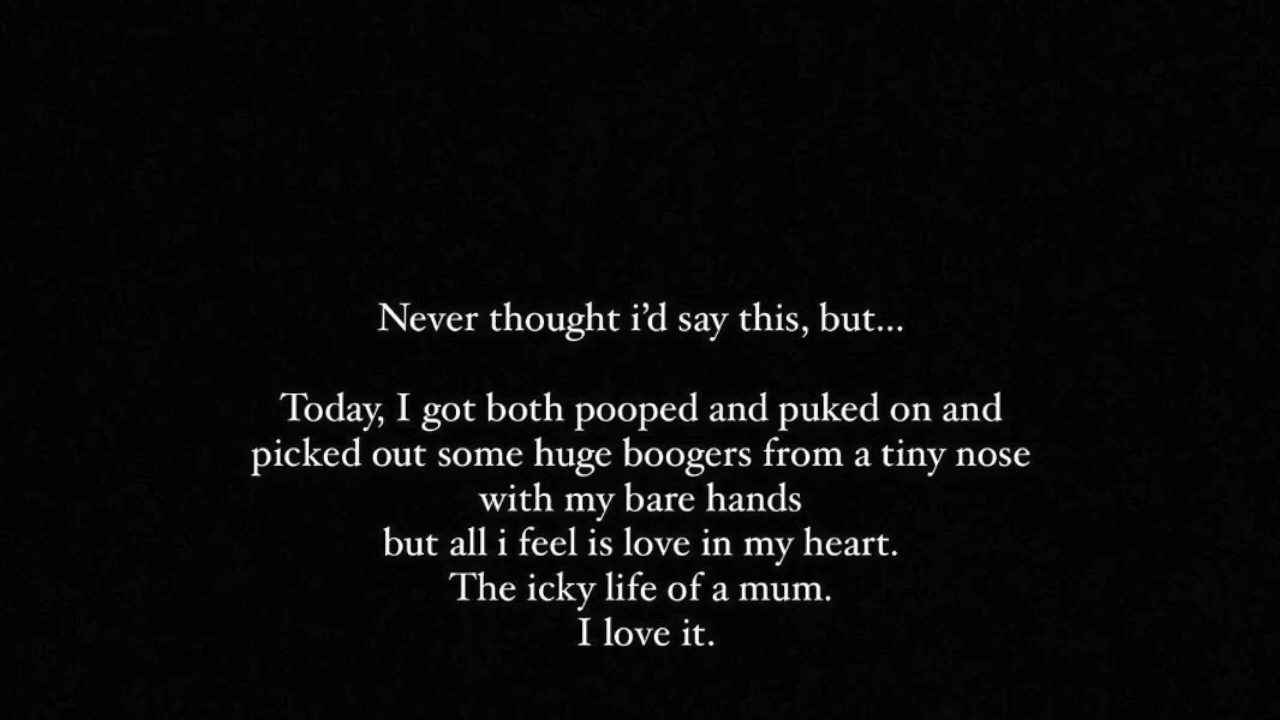 Never thought i’d say this, but...
Today, I got both pooped and puked on and
picked out some huge boogers from a tiny nose
with my bare hands
but all i feel is love in my heart.
The icky life of a mum.
I love it.